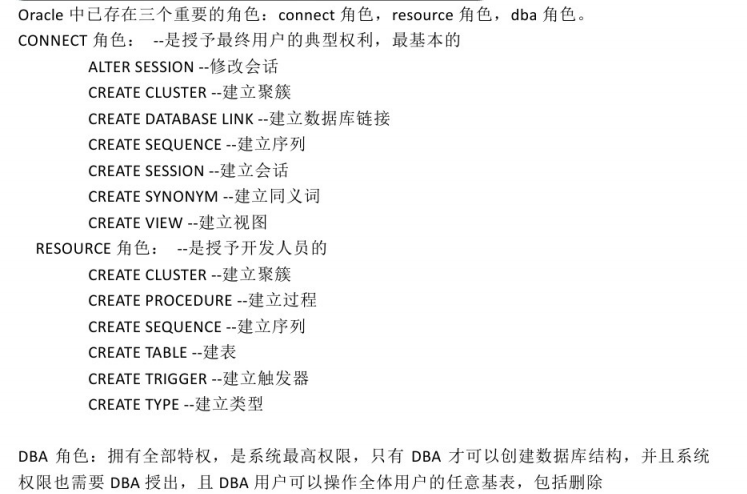 Oracle 中已存在三个重要的角色：connect 角色，resource 角色，dba 角色。
CONNECT 角色： --是授予最终用户的典型权利，最基本的
ALTER SESSION --修改会话
CREATE CLUSTER --建立聚簇
CREATE DATABASE LINK --建立数据库链接
CREATE SEQUENCE --建立序列
CREATE SESSION --建立会话
CREATE SYNONYM --建立同义词
CREATE VIEW --建立视图
RESOURCE 角色： --是授予开发人员的
CREATE CLUSTER --建立聚簇
CREATE PROCEDURE --建立过程
CREATE SEQUENCE --建立序列
CREATE TABLE --建表
CREATE TRIGGER --建立触发器
CREATE TYPE --建立类型
DBA 角色：拥有全部特权，是系统最高权限，只有 DBA 才可以创建数据库结构，并且系统
权限也需要 DBA 授出，且 DBA 用户可以操作全体用户的任意基表，包括删除